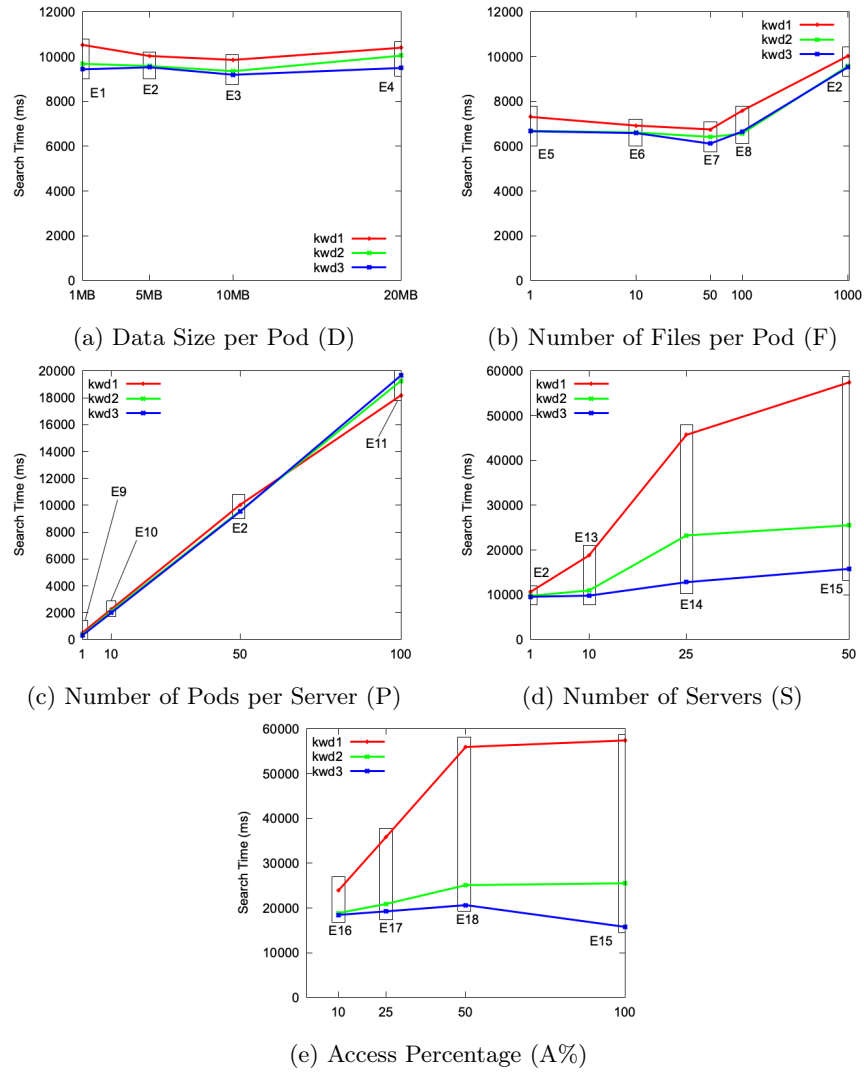 12000
10000
8000
6000
4000
2000
0
Search Time (ms)
E1
E2
E3
E4
kwd1
kwd2
kwd3
1MB 5MB 10MB 20MB
(a) Data Size per Pod (D)
12000
10000
8000
6000
4000
2000
0
Search Time (ms)
kwd1
kwd2
kwd3
E5
E6
E7
E8
E2
1 10 50 100 1000
(b) Number of Files per Pod (F)
20000
18000
16000
14000
12000
10000
8000
6000
4000
2000
0
Search Time (ms)
kwd1
kwd2
kwd3
E9
E10
E2
E11
1 10 50 100
(c) Number of Pods per Server (P)
60000
50000
40000
30000
20000
10000
0
Search Time (ms)
kwd1
kwd2
kwd3
E2
E13
E14
E15
1 10 25 50
(d) Number of Servers (S)
60000
50000
40000
30000
20000
10000
0
Search Time (ms)
kwd1
kwd2
kwd3
E16
E17
E18
E15
10 25 50 100
(e) Access Percentage (A%)